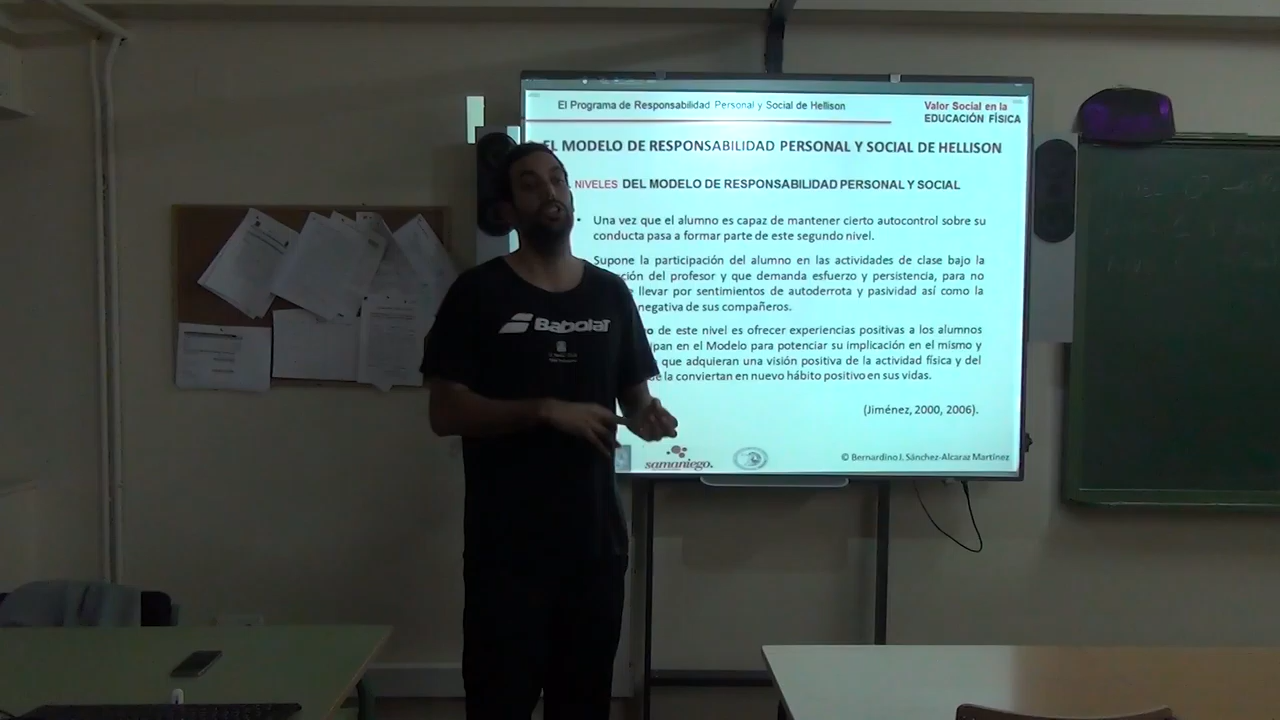 El Programa de Responsabilidad Personal y Social de Hellison
Valor Social en la
EDUCACIÓN FÍSICA
EL MODELO DE RESPONSABILIDAD PERSONAL Y SOCIAL DE HELLISON
NIVELES DEL MODELO DE RESPONSABILIDAD PERSONAL Y SOCIAL
• Una vez que el alumno es capaz de mantener cierto autocontrol sobre su
conducta pasa a formar parte de este segundo nivel.
Supone la participación del alumno en las actividades de clase bajo la
ción del profesor y que demanda esfuerzo y persistencia, para no
llevar por sentimientos de autoderrota y pasividad así como la
negativa de sus compañeros.
de este nivel es ofrecer experiencias positivas a los alumnos
ipan en el Modelo para potenciar su implicación en el mismo y
que adquieran una visión positiva de la actividad física y del
la conviertan en nuevo hábito positivo en sus vidas.
(Jiménez, 2000, 2006).
samaniego.
© Bernardino J. Sánchez-Alcaraz Martínez
Babolat